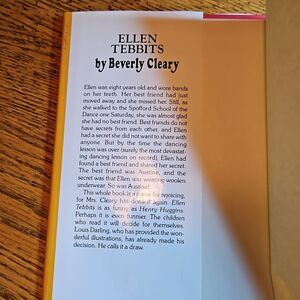 ELLEN
TEBBITS
by Beverly Cleary
Ellen was eight years old and wore bands
on her teeth. Her best friend had just
moved away and she missed her. Still, as
she walked to the Spofford School of the
Dance one Saturday, she was almost glad
she had no best friend. Best friends do not
have secrets from each other, and Ellen
had a secret she did not want to share with
anyone. But by the time the dancing
lesson was over (surely the most devastat-
ing dancing lesson on record), Ellen had
found a best friend and shared her secret.
The best friend was Austine, and the
secret was that Ellen was wearing woolen
underwear. So was Austine!
This whole book is a cause for rejoicing,
for Mrs. Cleary has done it again. Ellen
Tebbits is as funny as Henry Huggins.
Perhaps it is even funnier. The children
who read it will decide for themselves.
Louis Darling, who has provided the won-
derful illustrations, has already made his
decision. He calls it a draw.